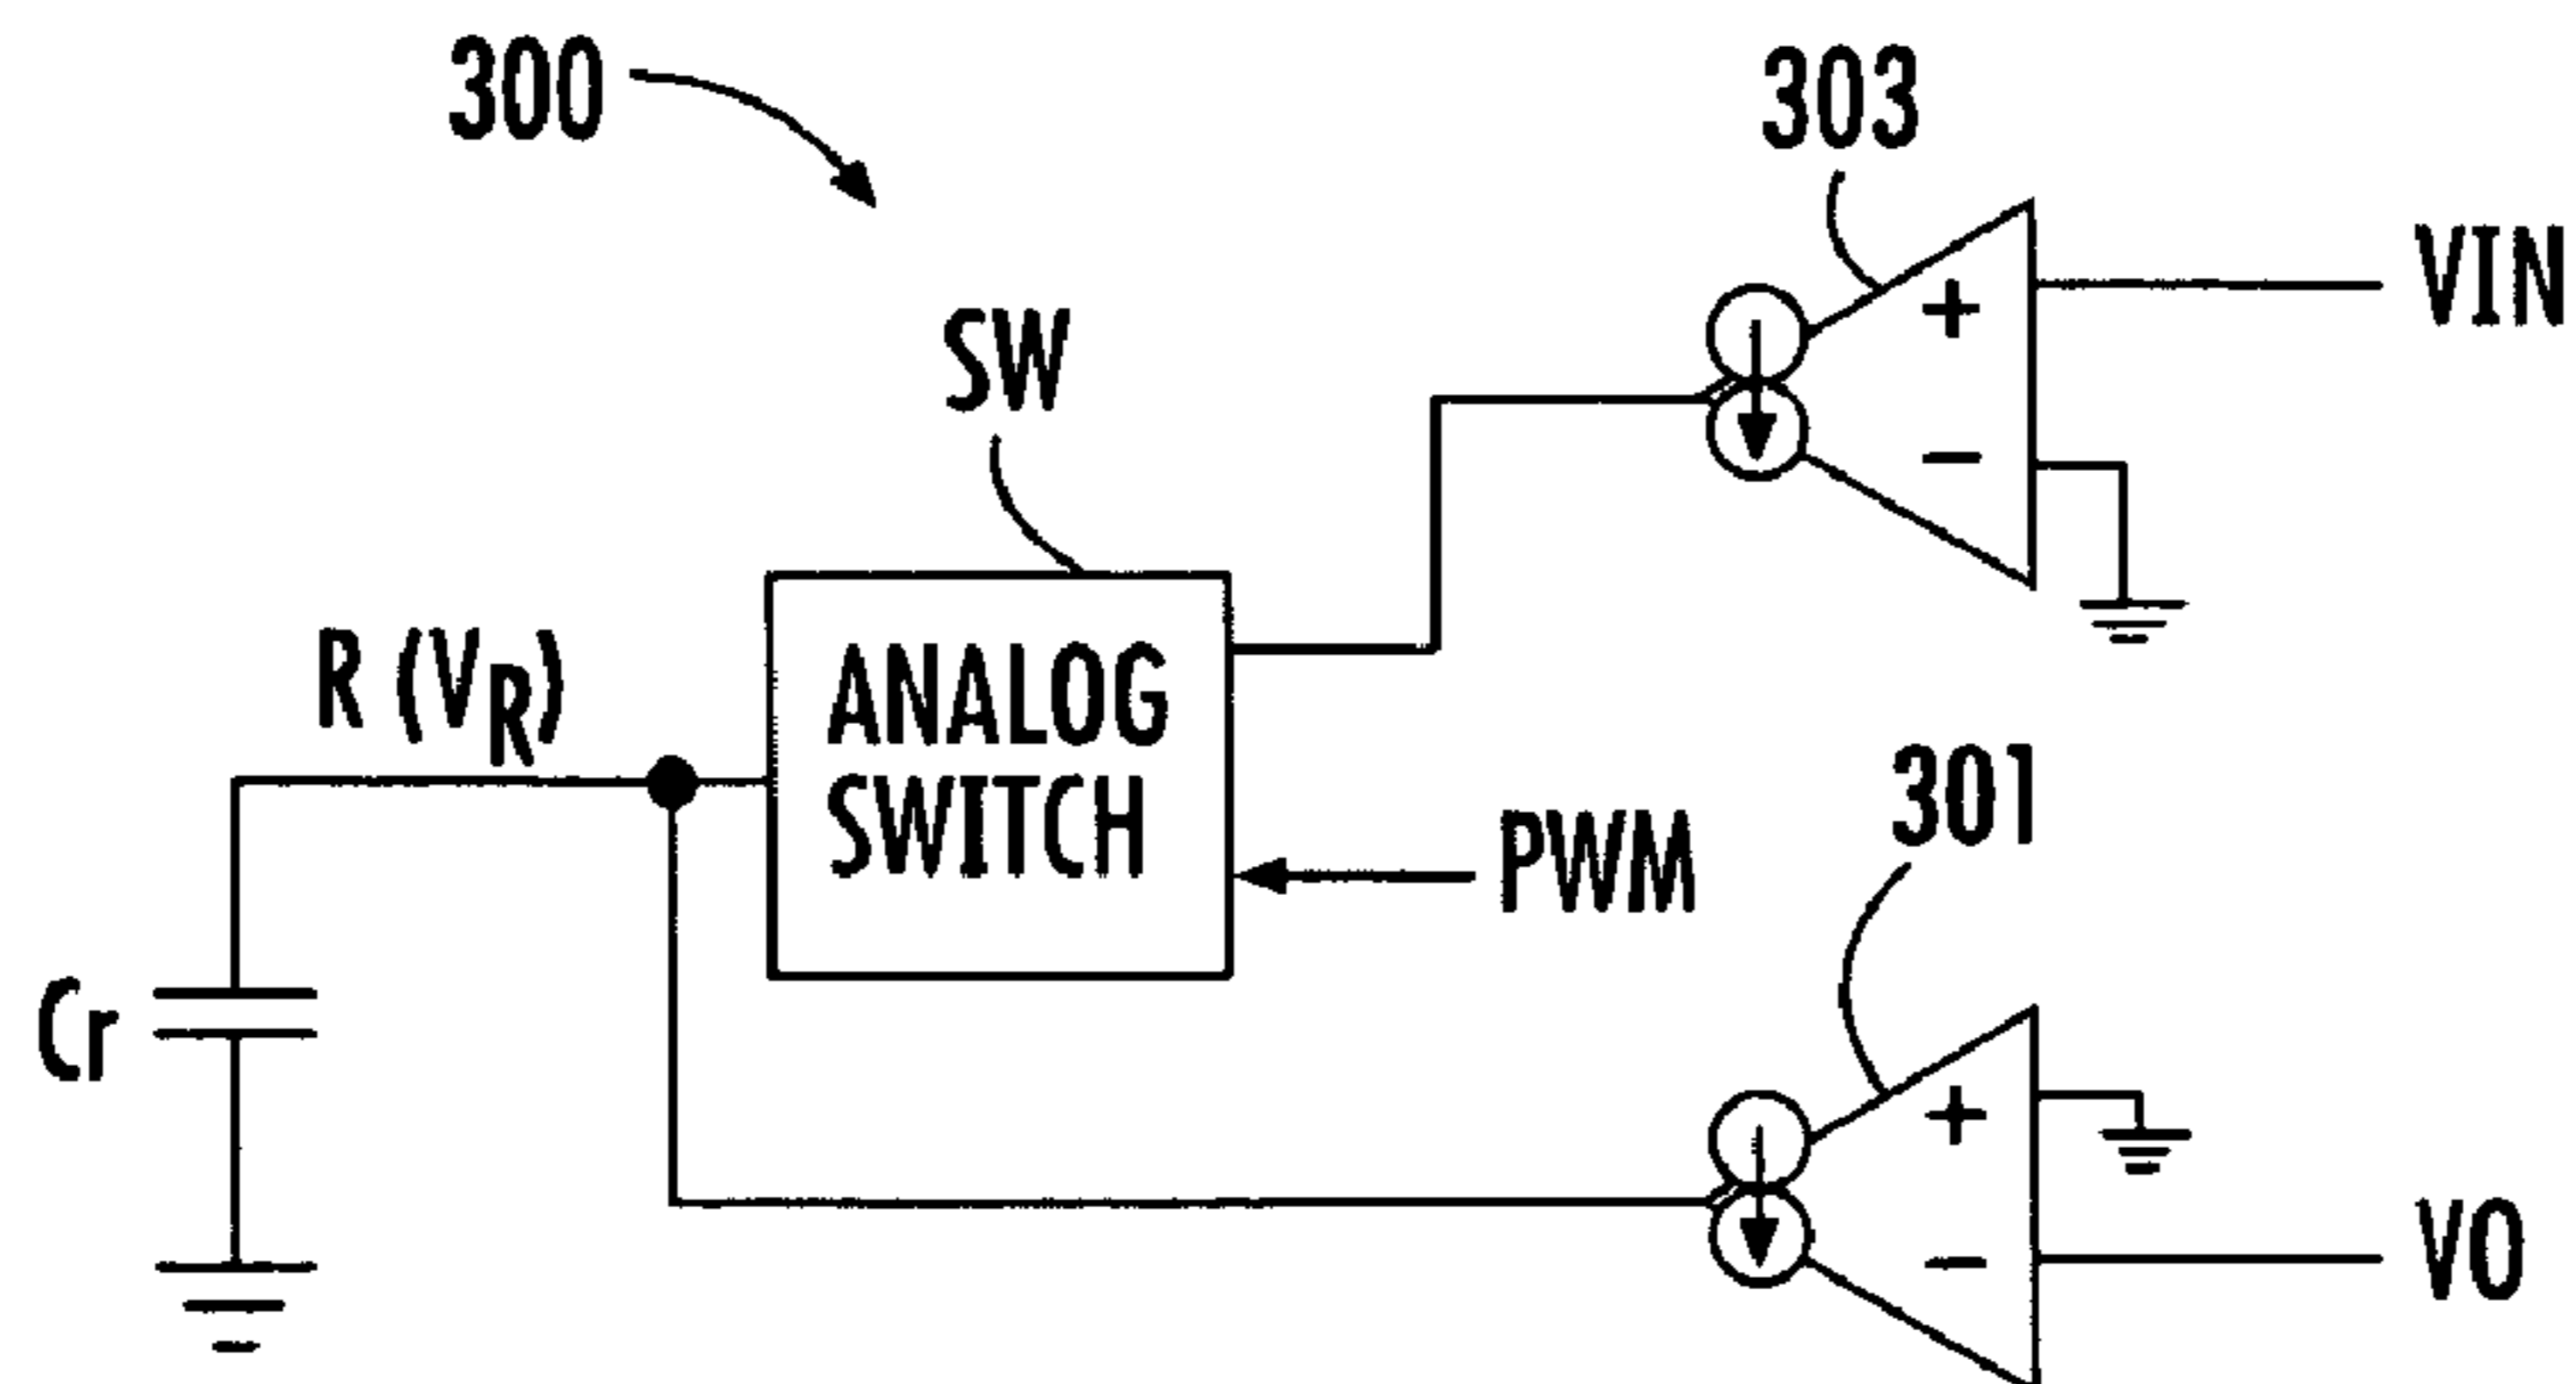 300
303
VIN
+
−
SW
R (VR)
ANALOG
SWITCH
PWM
301
Cr
+
−
VO